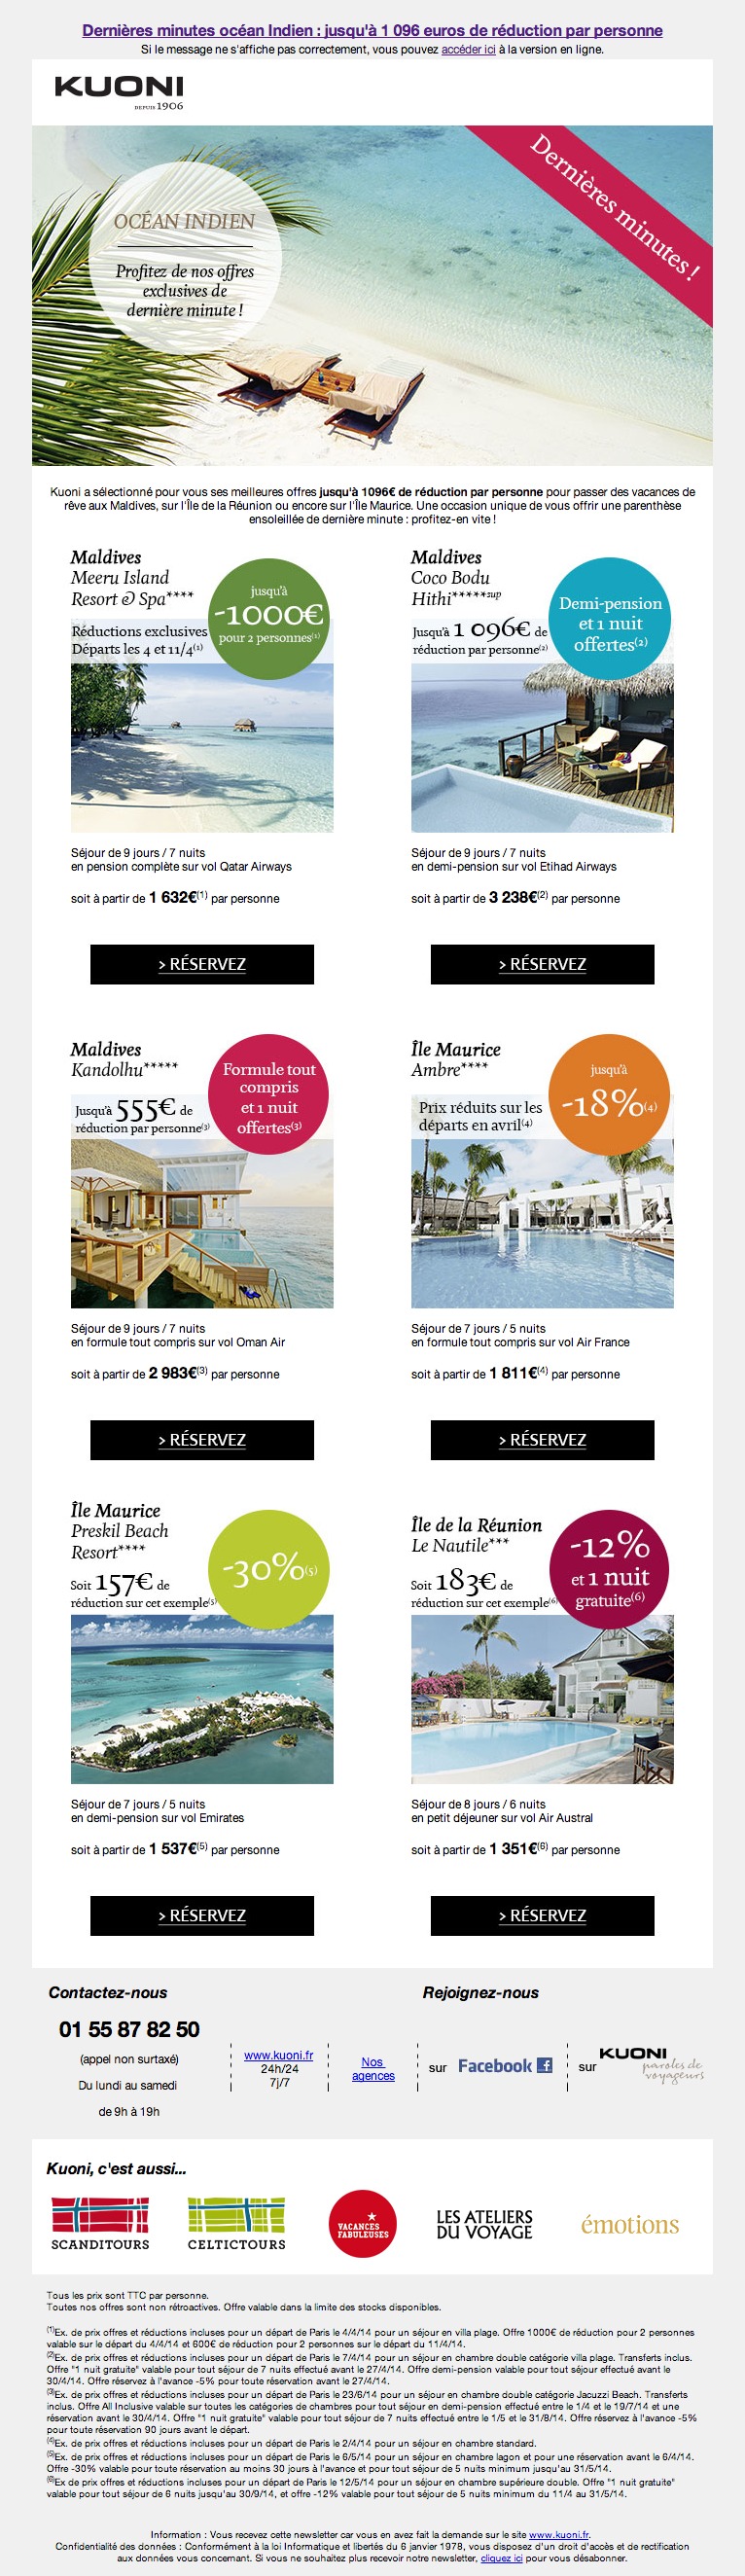 Dernières minutes océan Indien : jusqu'à 1 096 euros de réduction par personne
Si le message ne s'affiche pas correctement, vous pouvez accéder ici à la version en ligne.
KUONI
DEPUIS 1906
Dernières minutes !
OCÉAN INDIEN
Profitez de nos offres
exclusives de
dernière minute !
Kuoni a sélectionné pour vous ses meilleures offres jusqu'à 1096€ de réduction par personne pour passer des vacances de
rêve aux Maldives, sur l'Île de la Réunion ou encore sur l'Île Maurice. Une occasion unique de vous offrir une parenthèse
ensoleillée de dernière minute : profitez-en vite !
Maldives
Meeru Island
Resort & Spa****
jusqu'à
-1000€
pour 2 personnes(1)
Réductions exclusives
Départs les 4 et 11/4(1)
Séjour de 9 jours / 7 nuits
en pension complète sur vol Qatar Airways
soit à partir de 1 632€(1) par personne
> RÉSERVEZ
Maldives
Coco Bodu
Hithi*****sup
Demi-pension
et 1 nuit
offertes(2)
Jusqu'à 1 096€ de
réduction par personne(2)
Séjour de 9 jours / 7 nuits
en demi-pension sur vol Etihad Airways
soit à partir de 3 238€(2) par personne
> RÉSERVEZ
Maldives
Kandolhu*****
Formule tout
compris
et 1 nuit
offertes(3)
Jusqu'à 555€ de
réduction par personne(3)
Séjour de 9 jours / 7 nuits
en formule tout compris sur vol Oman Air
soit à partir de 2 983€(3) par personne
> RÉSERVEZ
Île Maurice
Ambre****
jusqu'à
-18%(4)
Prix réduits sur les
départs en avril(4)
Séjour de 7 jours / 5 nuits
en formule tout compris sur vol Air France
soit à partir de 1 811€(4) par personne
> RÉSERVEZ
Île Maurice
Preskil Beach
Resort****
-30%(5)
Soit 157€ de
réduction sur cet exemple(5)
Séjour de 7 jours / 5 nuits
en demi-pension sur vol Emirates
soit à partir de 1 537€(5) par personne
> RÉSERVEZ
Île de la Réunion
Le Nautile***
-12%
et 1 nuit
gratuite(6)
Soit 183€ de
réduction sur cet exemple(6)
Séjour de 8 jours / 6 nuits
en petit déjeuner sur vol Air Austral
soit à partir de 1 351€(6) par personne
> RÉSERVEZ
Contactez-nous
01 55 87 82 50
(appel non surtaxé)
Du lundi au samedi
de 9h à 19h
www.kuoni.fr
24h/24
7j/7
Nos
agences
Rejoignez-nous
sur Facebook
sur KUONI
paroles de
voyageurs
Kuoni, c'est aussi...
SCANDITOURS
CELTICTOURS
VACANCES
FABULEUSES
LES ATELIERS
DU VOYAGE
émotions
Tous les prix sont TTC par personne.
Toutes nos offres sont non rétroactives. Offre valable dans la limite des stocks disponibles.
(1)Ex. de prix offres et réductions incluses pour un départ de Paris le 4/4/14 pour un séjour en villa plage. Offre 1000€ de réduction pour 2 personnes
valable sur le départ du 4/4/14 et 600€ de réduction pour 2 personnes sur le départ du 11/4/14.
(2)Ex. de prix offres et réductions incluses pour un départ de Paris le 7/4/14 pour un séjour en chambre double catégorie villa plage. Transferts inclus.
Offre "1 nuit gratuite" valable pour tout séjour de 7 nuits effectué avant le 27/4/14. Offre demi-pension valable pour tout séjour effectué avant le
30/4/14. Offre réservez à l'avance -5% pour toute réservation avant le 27/4/14.
(3)Ex. de prix offres et réductions incluses pour un départ de Paris le 23/6/14 pour un séjour en chambre double catégorie Jacuzzi Beach. Transferts
inclus. Offre All Inclusive valable sur toutes les catégories de chambres pour tout séjour en demi-pension effectué entre le 1/4 et le 19/7/14 et une
réservation avant le 30/4/14. Offre "1 nuit gratuite" valable pour tout séjour de 7 nuits effectué entre le 1/5 et le 31/8/14. Offre réservez à l'avance -5%
pour toute réservation 90 jours avant le départ.
(4)Ex. de prix offres et réductions incluses pour un départ de Paris le 2/4/14 pour un séjour en chambre standard.
(5)Ex. de prix offres et réductions incluses pour un départ de Paris le 6/5/14 pour un séjour en chambre lagon et pour une réservation avant le 6/4/14.
Offre -30% valable pour toute réservation au moins 30 jours à l'avance et pour tout séjour de 5 nuits minimum jusqu'au 31/5/14.
(6)Ex de prix offres et réductions incluses pour un départ de Paris le 12/5/14 pour un séjour en chambre supérieure double. Offre "1 nuit gratuite"
valable pour tout séjour de 6 nuits jusqu'au 30/9/14, et offre -12% valable pour tout séjour de 5 nuits minimum du 11/4 au 31/5/14.
Information : Vous recevez cette newsletter car vous en avez fait la demande sur le site www.kuoni.fr.
Confidentialité des données : Conformément à la loi Informatique et libertés du 6 janvier 1978, vous disposez d'un droit d'accès et de rectification
aux données vous concernant. Si vous ne souhaitez plus recevoir notre newsletter, cliquez ici pour vous désabonner.